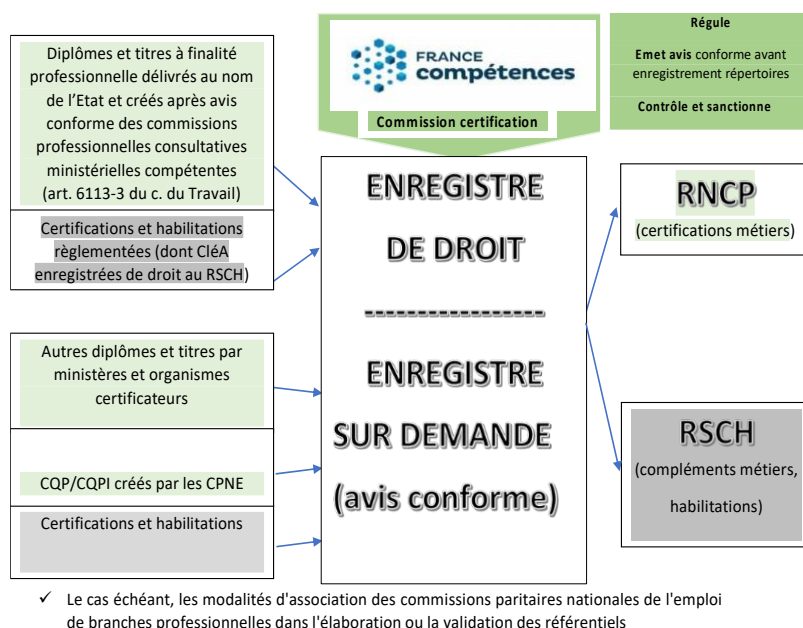 Diplômes et titres à finalité
professionnelle délivrés au nom
de l'Etat et créés après avis
conforme des commissions
professionnelles consultatives
ministérielles compétentes
(art. 6113-3 du c. du Travail)
Certifications et habilitations
règlementées (dont CléA
enregistrées de droit au RSCH)
Autres diplômes et titres par
ministères et organismes
certificateurs
CQP/CQPI créés par les CPNE
Certifications et habilitations
FRANCE
compétences
Commission certification
ENREGISTRE
DE DROIT
------------------
ENREGISTRE
SUR DEMANDE
(avis conforme)
Régule
Emet avis conforme avant
enregistrement répertoires
Contrôle et sanctionne
RNCP
(certifications métiers)
RSCH
(compléments métiers,
habilitations)
✓ Le cas échéant, les modalités d'association des commissions paritaires nationales de l'emploi
de branches professionnelles dans l'élaboration ou la validation des référentiels